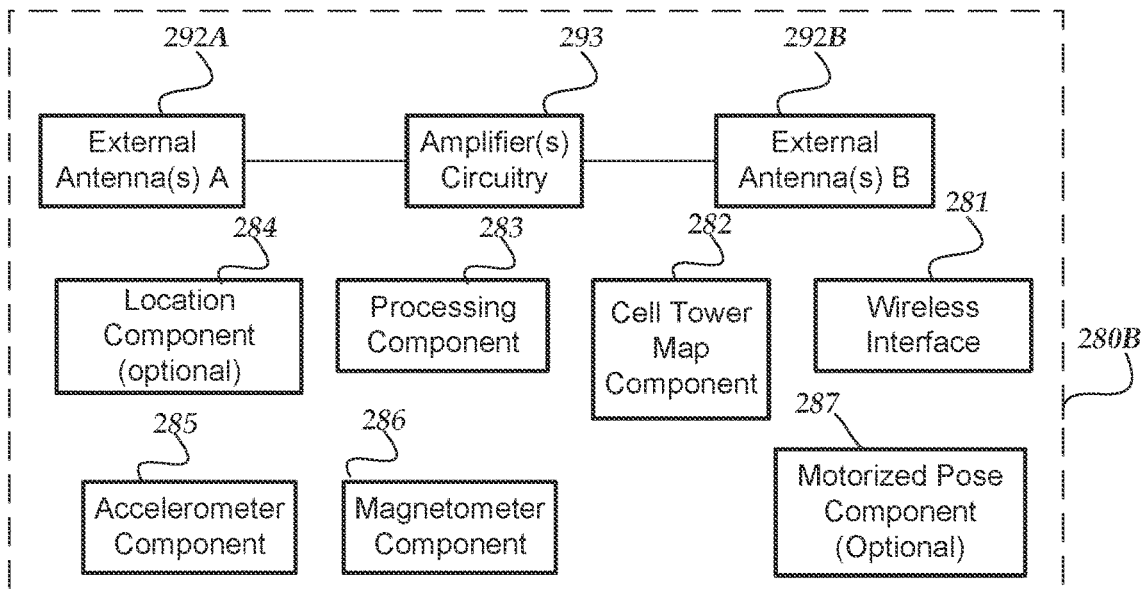 292A
293
292B
External
Antenna(s) A
Amplifier(s)
Circuitry
External
Antenna(s) B
284
283
282
281
Location
Component
(optional)
Processing
Component
Cell Tower
Map
Component
Wireless
Interface
280B
285
286
287
Accelerometer
Component
Magnetometer
Component
Motorized Pose
Component
(Optional)